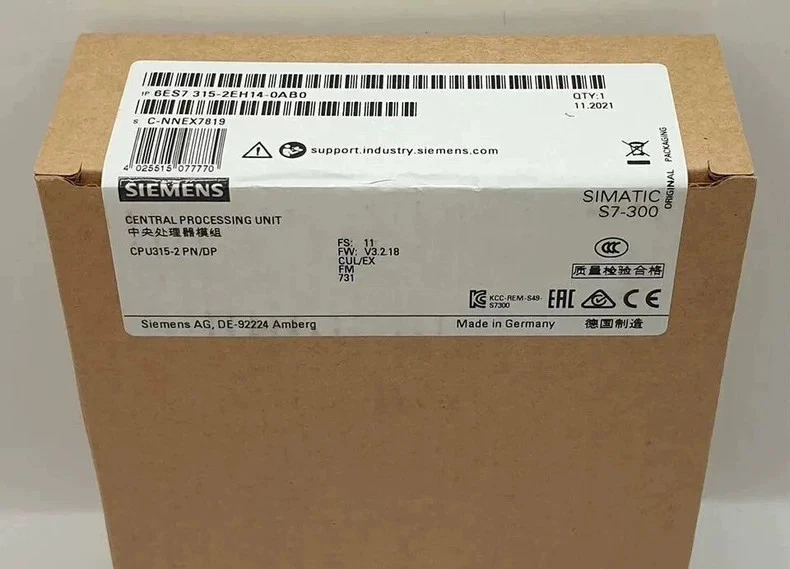 1P 6ES7 315-2EH14-0AB0
QTY:1
11.2021
S C-NNEX7819
support.industry.siemens.com
4 025515 077770
ORIGINAL PACKAGING
SIEMENS
SIMATIC
S7-300
CENTRAL PROCESSING UNIT
中央处理器模组
CPU315-2 PN/DP
FS: 11
FW: V3.2.18
CUL/EX
FM
731
CCC
质量检验合格
KCC-REM-S49-
S7300
EAC
CE
Siemens AG, DE-92224 Amberg
Made in Germany
德国制造